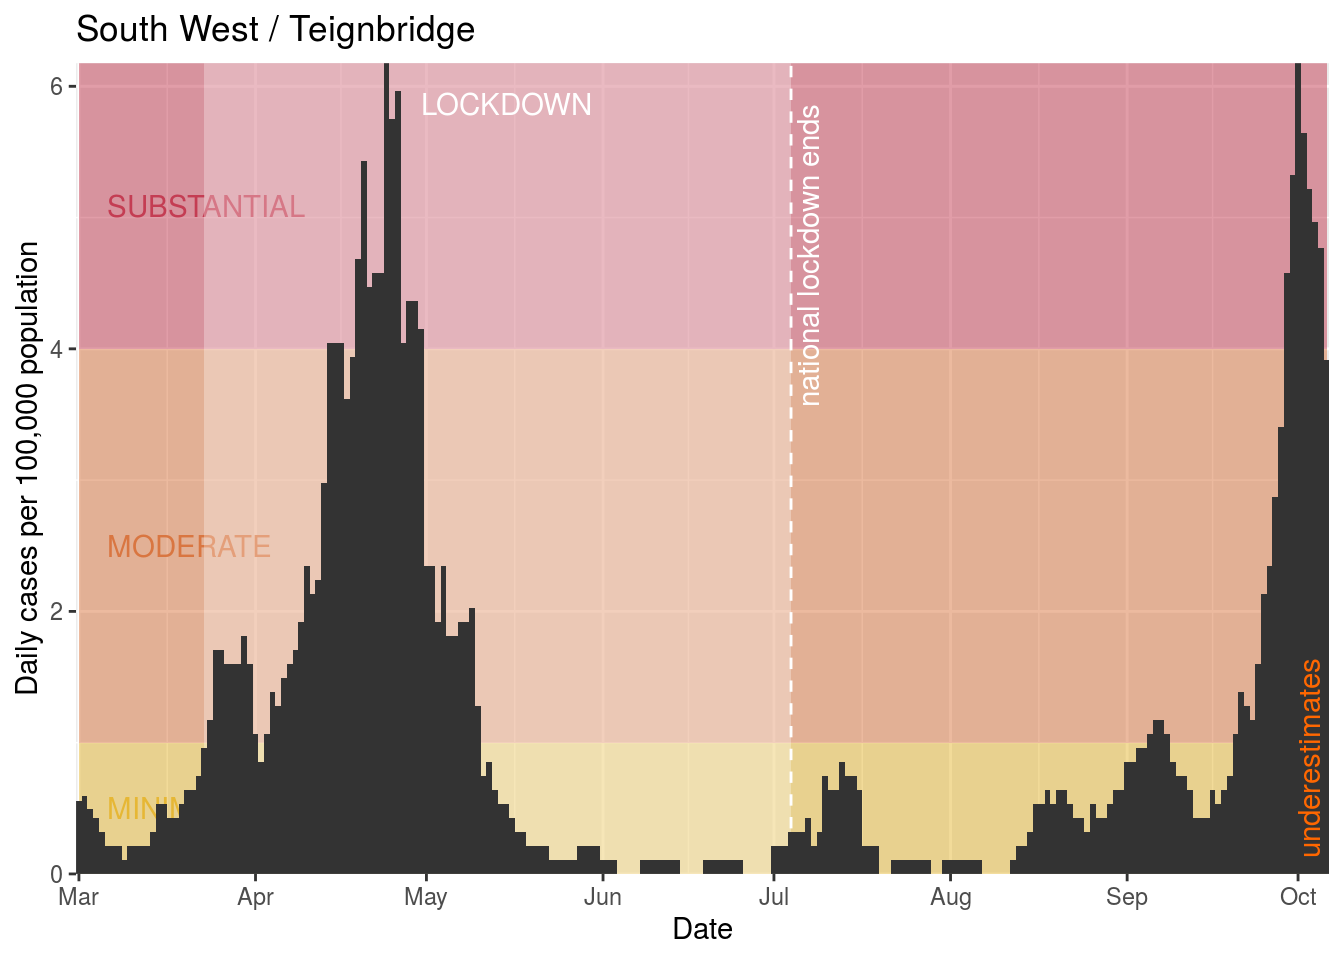 South West / Teignbridge
Daily cases per 100,000 population
6
4
2
0
LOCKDOWN
SUBSTANTIAL
MODERATE
MINIM
national lockdown ends
underestimates
Mar Apr May Jun Jul Aug Sep Oct
Date